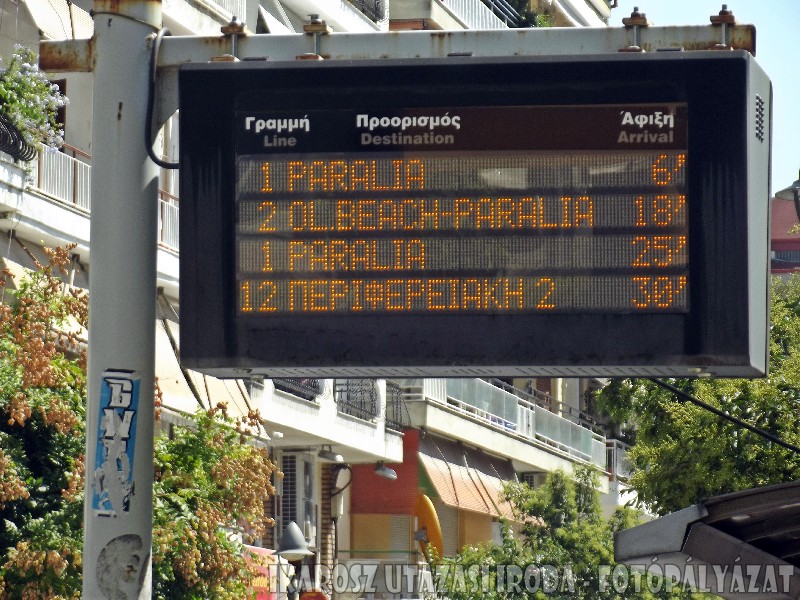 Γραμμή Προορισμός Άφιξη
Line Destination Arrival
1 PARALIA 6'
2 OL.BEACH-PARALIA 18'
1 PARALIA 25'
12 ΠΕΡΙΦΕΡΕΙΑΚΗ 2 30'
IKAROSZ UTAZÁSI IRODA - FOTÓPÁLYÁZAT